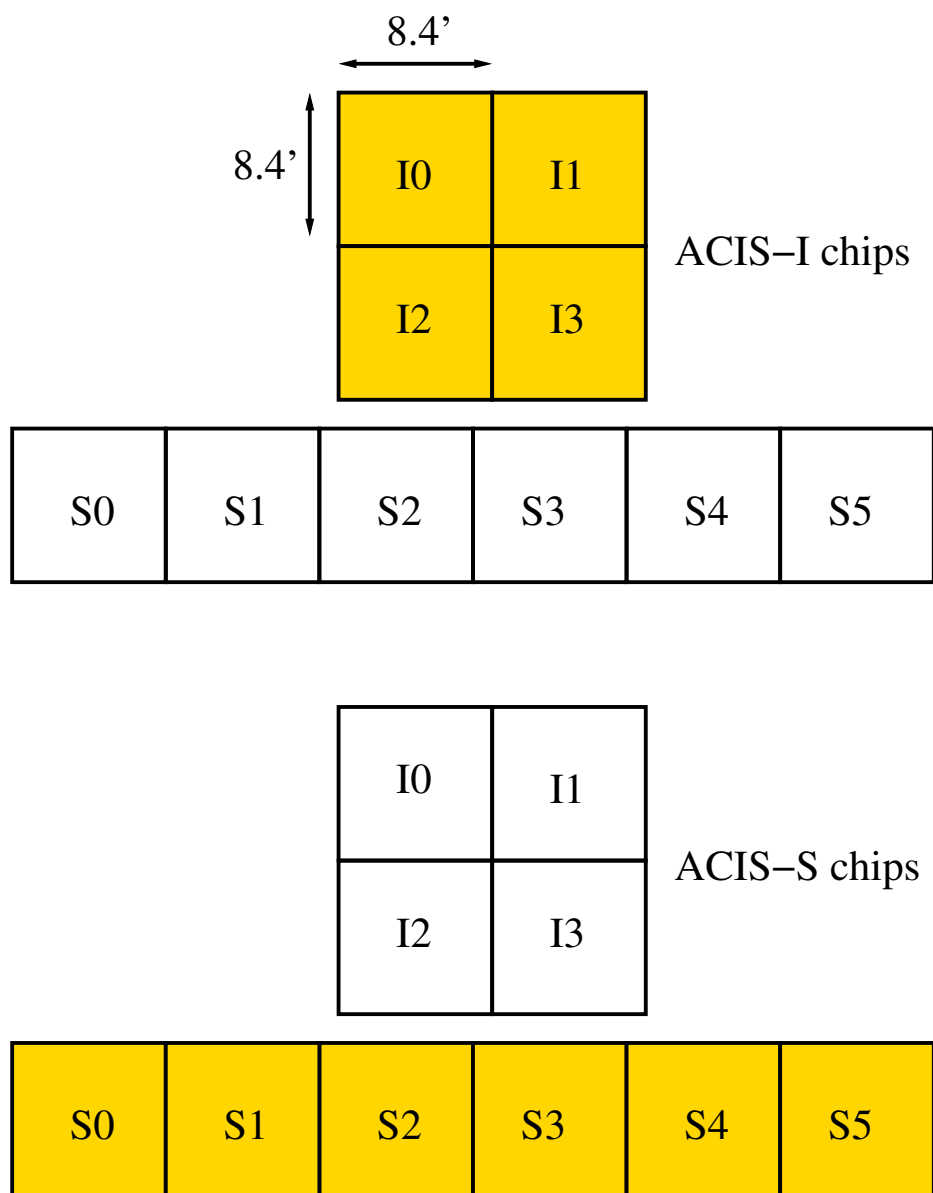 8.4’
8.4’
I0 I1
ACIS−I chips
I2 I3
S0 S1 S2 S3 S4 S5
I0 I1
ACIS−S chips
I2 I3
S0 S1 S2 S3 S4 S5